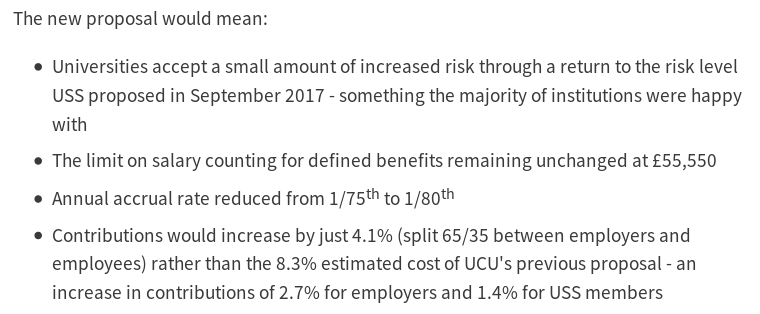 The new proposal would mean:
• Universities accept a small amount of increased risk through a return to the risk level
USS proposed in September 2017 - something the majority of institutions were happy
with
• The limit on salary counting for defined benefits remaining unchanged at £55,550
• Annual accrual rate reduced from 1/75th to 1/80th
• Contributions would increase by just 4.1% (split 65/35 between employers and
employees) rather than the 8.3% estimated cost of UCU's previous proposal - an
increase in contributions of 2.7% for employers and 1.4% for USS members